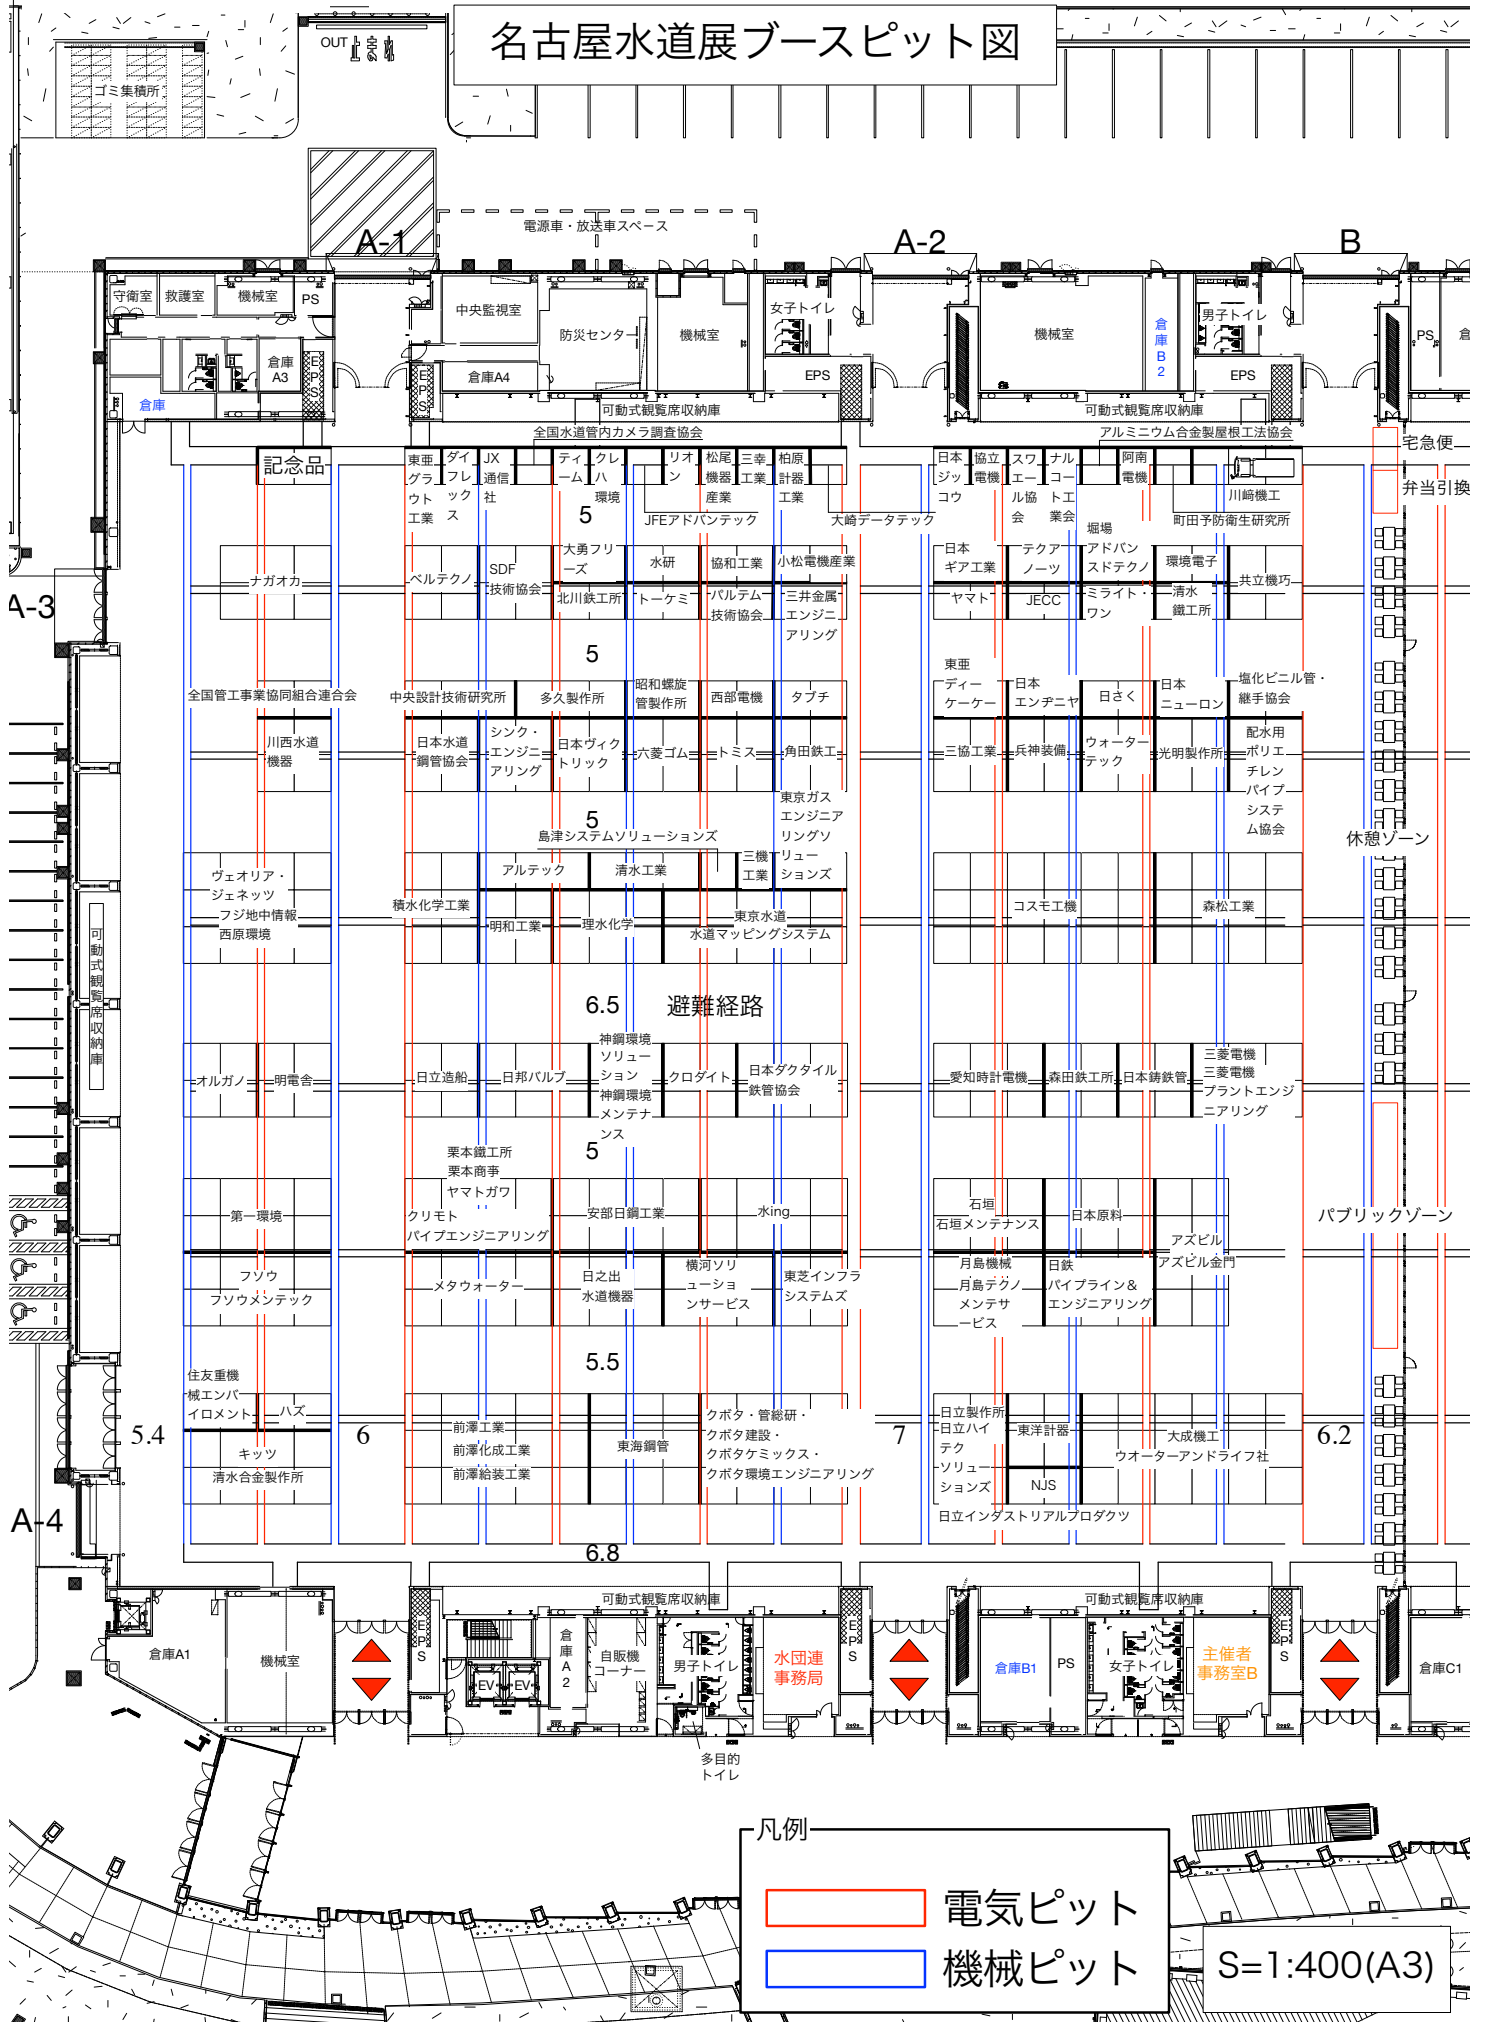 名古屋水道展ブースピット図
OUT
ゴミ集積所
電源車・放送車スペース
A-1
A-2
B
守衛室
救護室
機械室
PS
中央監視室
防災センター
機械室
女子トイレ
機械室
倉庫B2
男子トイレ
PS
倉庫
A3
EPS
EPS
倉庫A4
EPS
EPS
倉庫
可動式観覧席収納庫
可動式観覧席収納庫
全国水道管内カメラ調査協会
アルミニウム合金製屋根工法協会
宅急便
弁当引換
記念品
東亜
グラ
ウト
工業
ダイ
フレ
ック
ス
JX
通信
社
ティ
ーム
クレ
ハ
環境
リオ
ン
松尾
機器
産業
三幸
工業
柏原
計器
工業
日本
ジッ
コウ
協立
電機
スワ
エー
ル協
会
ナル
コー
ト工
業会
阿南
電機
川﨑機工
JFEアドバンテック
大崎データテック
町田予防衛生研究所
5
ナガオカ
ベルテクノ
SDF
技術協会
大勇フリ
ーズ
水研
協和工業
小松電機産業
北川鉄工所
トーケミ
パルテム
技術協会
三井金属
エンジニ
アリング
日本
ギア工業
テクア
ノーツ
堀場
アドバン
スドテクノ
環境電子
共立機巧
ヤマト
JECC
ミライト・
ワン
清水
鐵工所
A-3
5
全国管工事業協同組合連合会
中央設計技術研究所
多久製作所
昭和螺旋
管製作所
西部電機
タブチ
東亜
ディー
ケーケー
日本
エンヂニヤ
日さく
日本
ニューロン
塩化ビニル管・
継手協会
川西水道
機器
日本水道
鋼管協会
シンク・
エンジニ
アリング
日本ヴィク
トリック
六菱ゴム
トミス
角田鉄工
三協工業
兵神装備
ウォーター
テック
光明製作所
配水用
ポリエ
チレン
パイプ
システ
ム協会
5
島津システムソリューションズ
東京ガス
エンジニア
リングソ
リュー
ションズ
休憩ゾーン
ヴェオリア・
ジェネッツ
フジ地中情報
西原環境
積水化学工業
アルテック
清水工業
三機
工業
明和工業
理水化学
東京水道
水道マッピングシステム
コスモ工機
森松工業
可動式観覧席収納庫
6.5
避難経路
オルガノ
明電舎
日立造船
日邦バルブ
神鋼環境
ソリュー
ション
神鋼環境
メンテナ
ンス
クロダイト
日本ダクタイル
鉄管協会
愛知時計電機
森田鉄工所
日本鋳鉄管
三菱電機
三菱電機
プラントエンジ
ニアリング
5
第一環境
栗本鐵工所
栗本商事
ヤマトガワ
クリモト
パイプエンジニアリング
安部日鋼工業
水ing
石垣
石垣メンテナンス
日本原料
アズビル
アズビル金門
パブリックゾーン
フソウ
フソウメンテック
メタウォーター
日之出
水道機器
横河ソリ
ューショ
ンサービス
東芝インフラ
システムズ
月島機械
月島テクノ
メンテサ
ービス
日鉄
パイプライン&
エンジニアリング
5.5
住友重機
械エンバ
イロメント
ハズ
キッツ
清水合金製作所
前澤工業
前澤化成工業
前澤給装工業
東海鋼管
クボタ・管総研・
クボタ建設・
クボタケミックス・
クボタ環境エンジニアリング
日立製作所
日立ハイ
テク
ソリュー
ションズ
日立インダストリアルプロダクツ
東洋計器
NJS
大成機工
ウオーターアンドライフ社
5.4
6
7
6.2
A-4
6.8
可動式観覧席収納庫
可動式観覧席収納庫
倉庫A1
機械室
EPS
EV
EV
倉庫A2
自販機
コーナー
男子トイレ
水団連
事務局
EPS
倉庫B1
PS
女子トイレ
主催者
事務室B
EPS
倉庫C1
多目的
トイレ
凡例
電気ピット
機械ピット
S=1:400(A3)